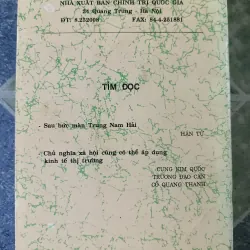 NHÀ XUẤT BẢN CHÍNH TRỊ QUỐC GIA
24 Quang Trung - Hà Nội
ĐT: 8.252008 FAX: 84-4-251881
TÌM ĐỌC
- Sau bức màn Trung Nam Hải
HÀN TỬ
- Chủ nghĩa xã hội cũng có thể áp dụng
kinh tế thị trường
CUNG KIM QUỐC
TRƯƠNG ĐẠO CĂN
CỐ QUANG THANH